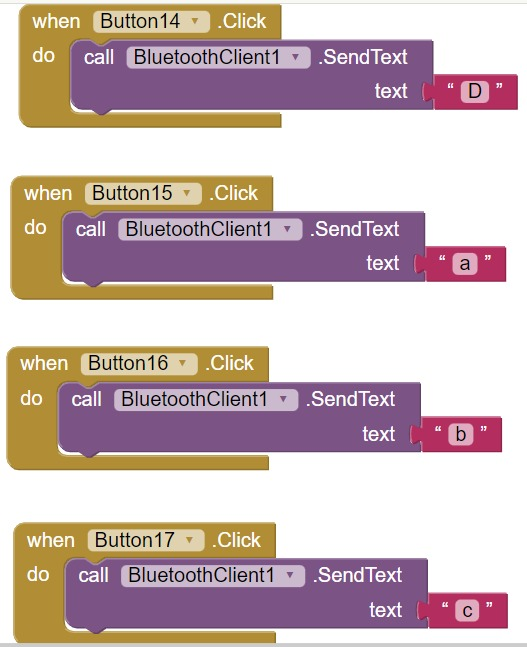 when Button14 .Click
do call BluetoothClient1 .SendText
text " D "
when Button15 .Click
do call BluetoothClient1 .SendText
text " a "
when Button16 .Click
do call BluetoothClient1 .SendText
text " b "
when Button17 .Click
do call BluetoothClient1 .SendText
text " c "